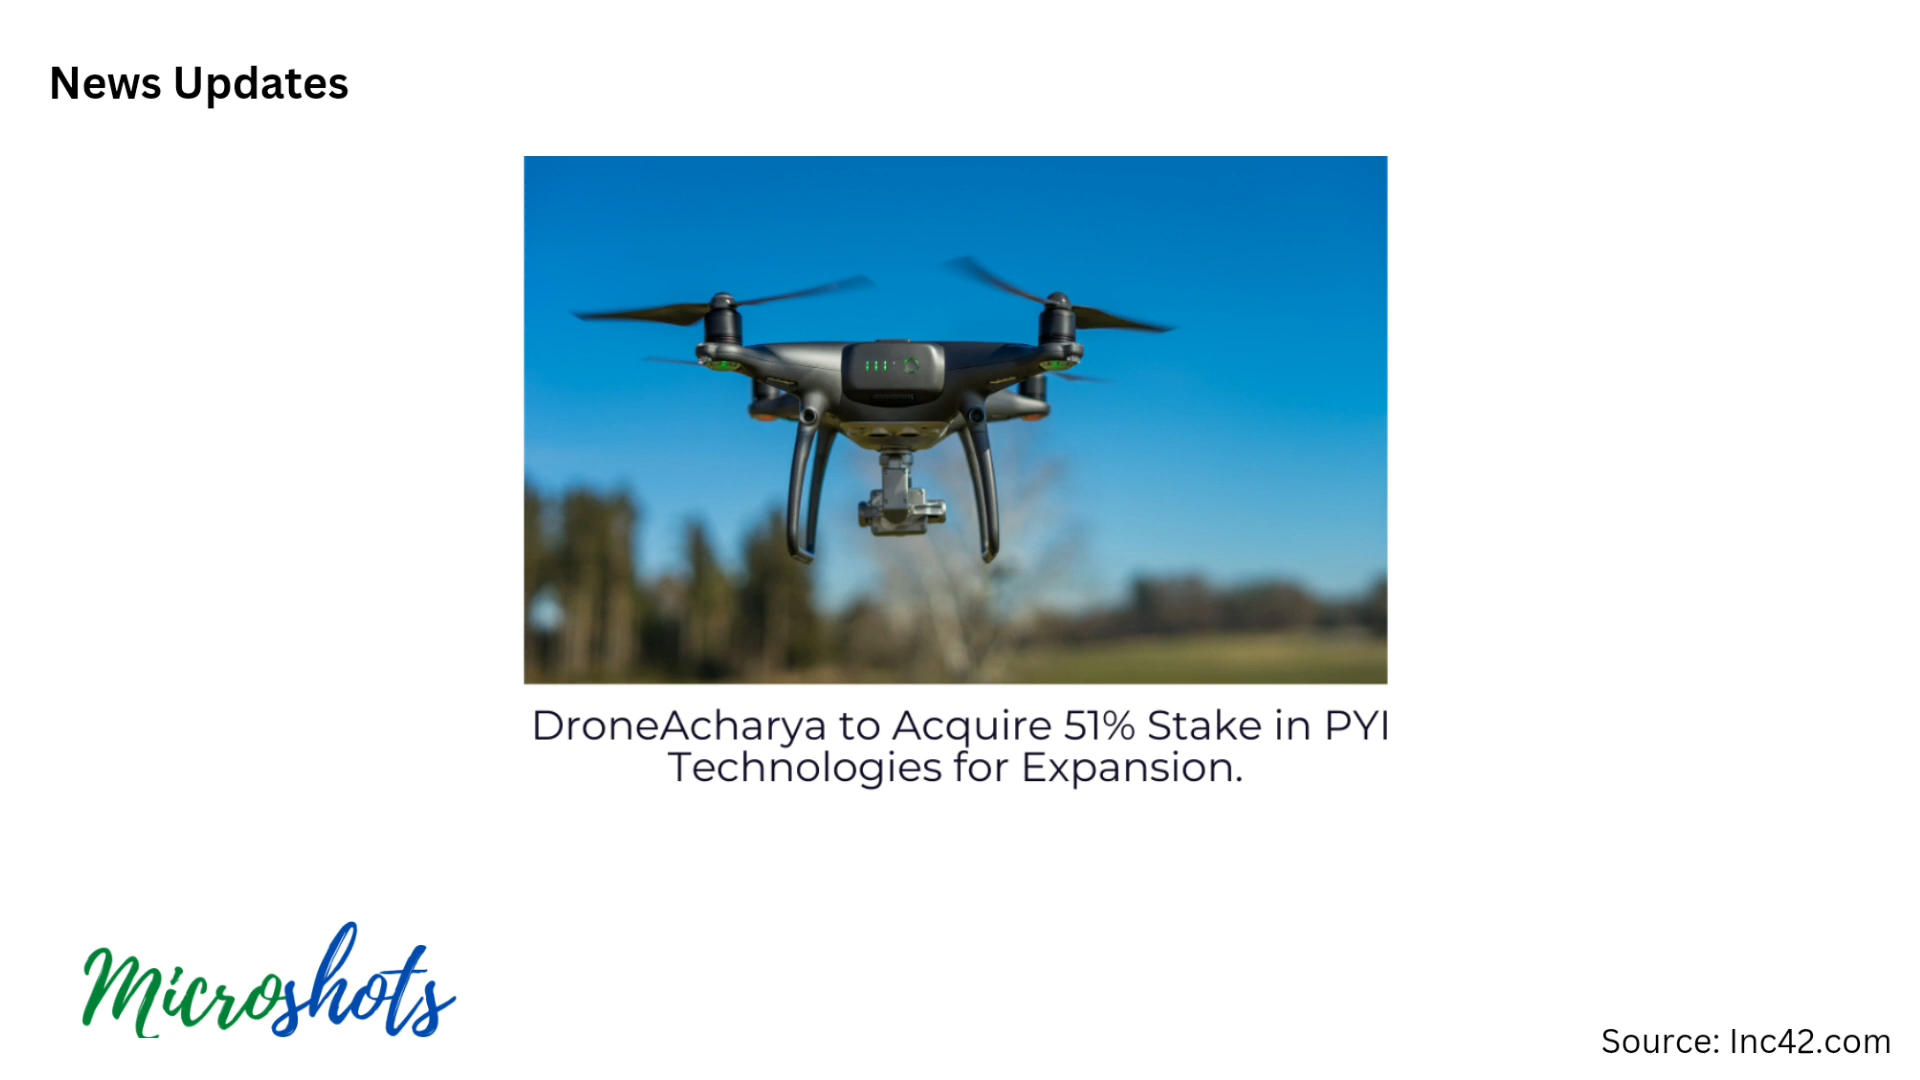 News Updates
DroneAcharya to Acquire 51% Stake in PYI
Technologies for Expansion.
Microshots
Source: Inc42.com